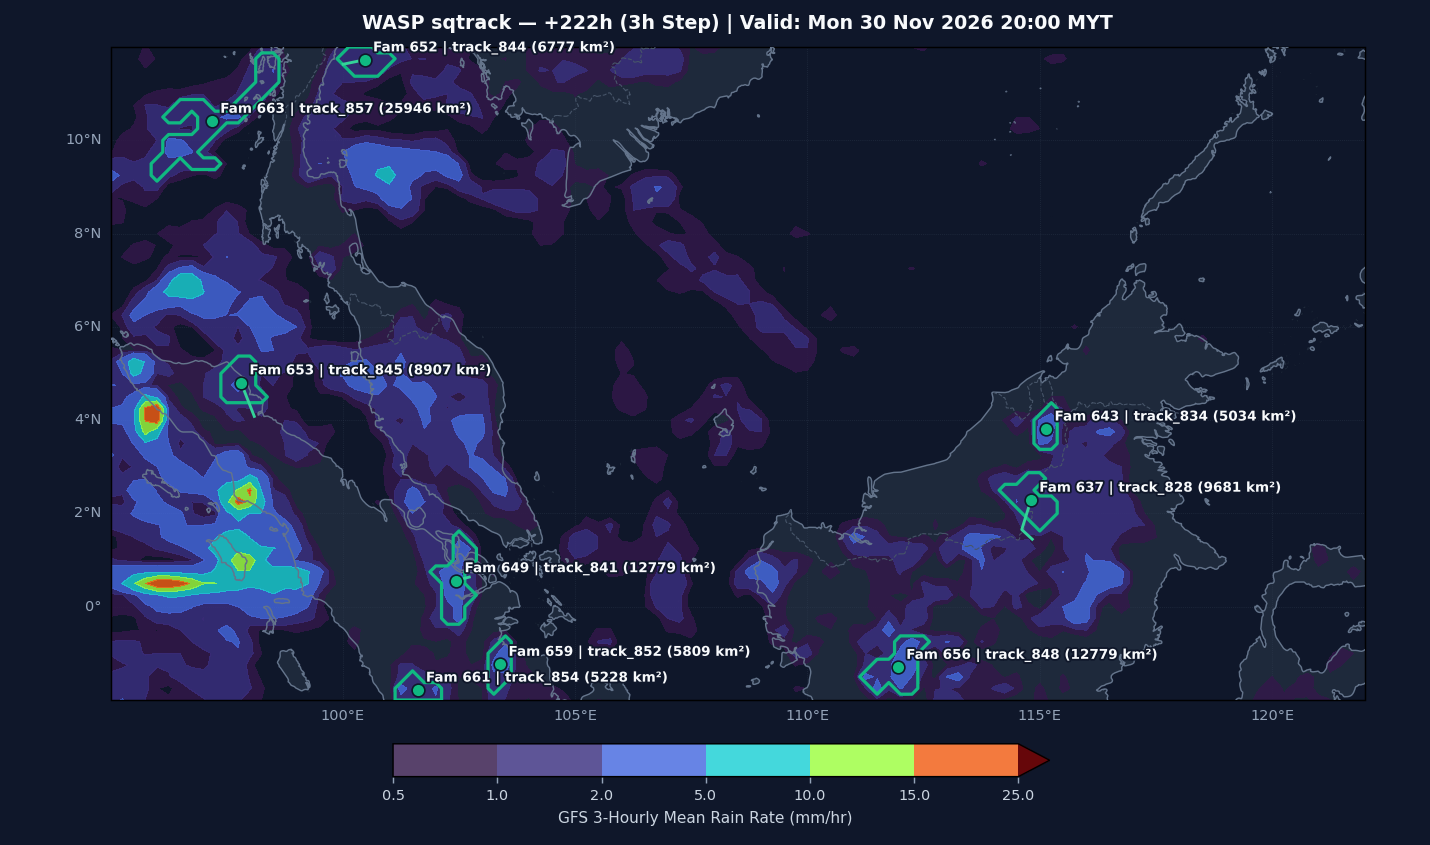 WASP sqtrack — +222h (3h Step) | Valid: Mon 30 Nov 2026 20:00 MYT
Fam 652 | track_844 (6777 km²)
Fam 663 | track_857 (25946 km²)
10°N
8°N
6°N
Fam 653 | track_845 (8907 km²)
4°N
Fam 643 | track_834 (5034 km²)
Fam 637 | track_828 (9681 km²)
2°N
Fam 649 | track_841 (12779 km²)
0°
Fam 659 | track_852 (5809 km²)
Fam 656 | track_848 (12779 km²)
Fam 661 | track_854 (5228 km²)
100°E 105°E 110°E 115°E 120°E
0.5 1.0 2.0 5.0 10.0 15.0 25.0
GFS 3-Hourly Mean Rain Rate (mm/hr)